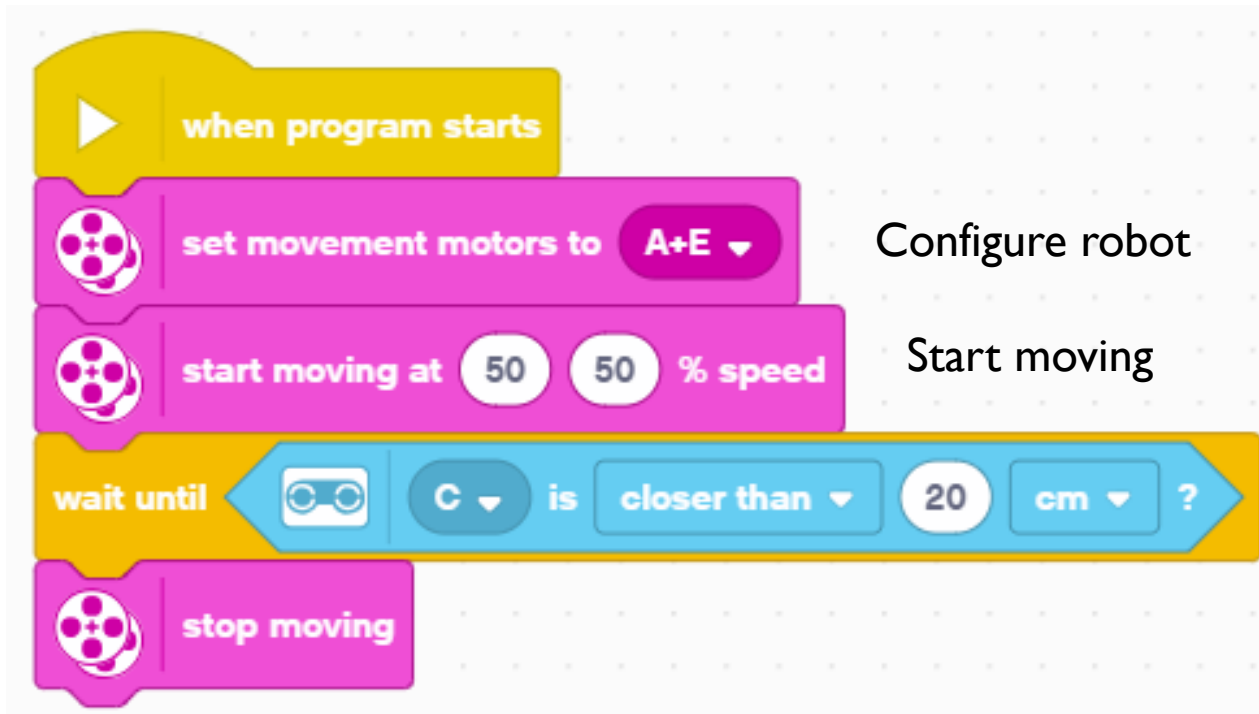 when program starts
set movement motors to A+E
Configure robot
start moving at 50 50 % speed
Start moving
wait until C is closer than 20 cm ?
stop moving